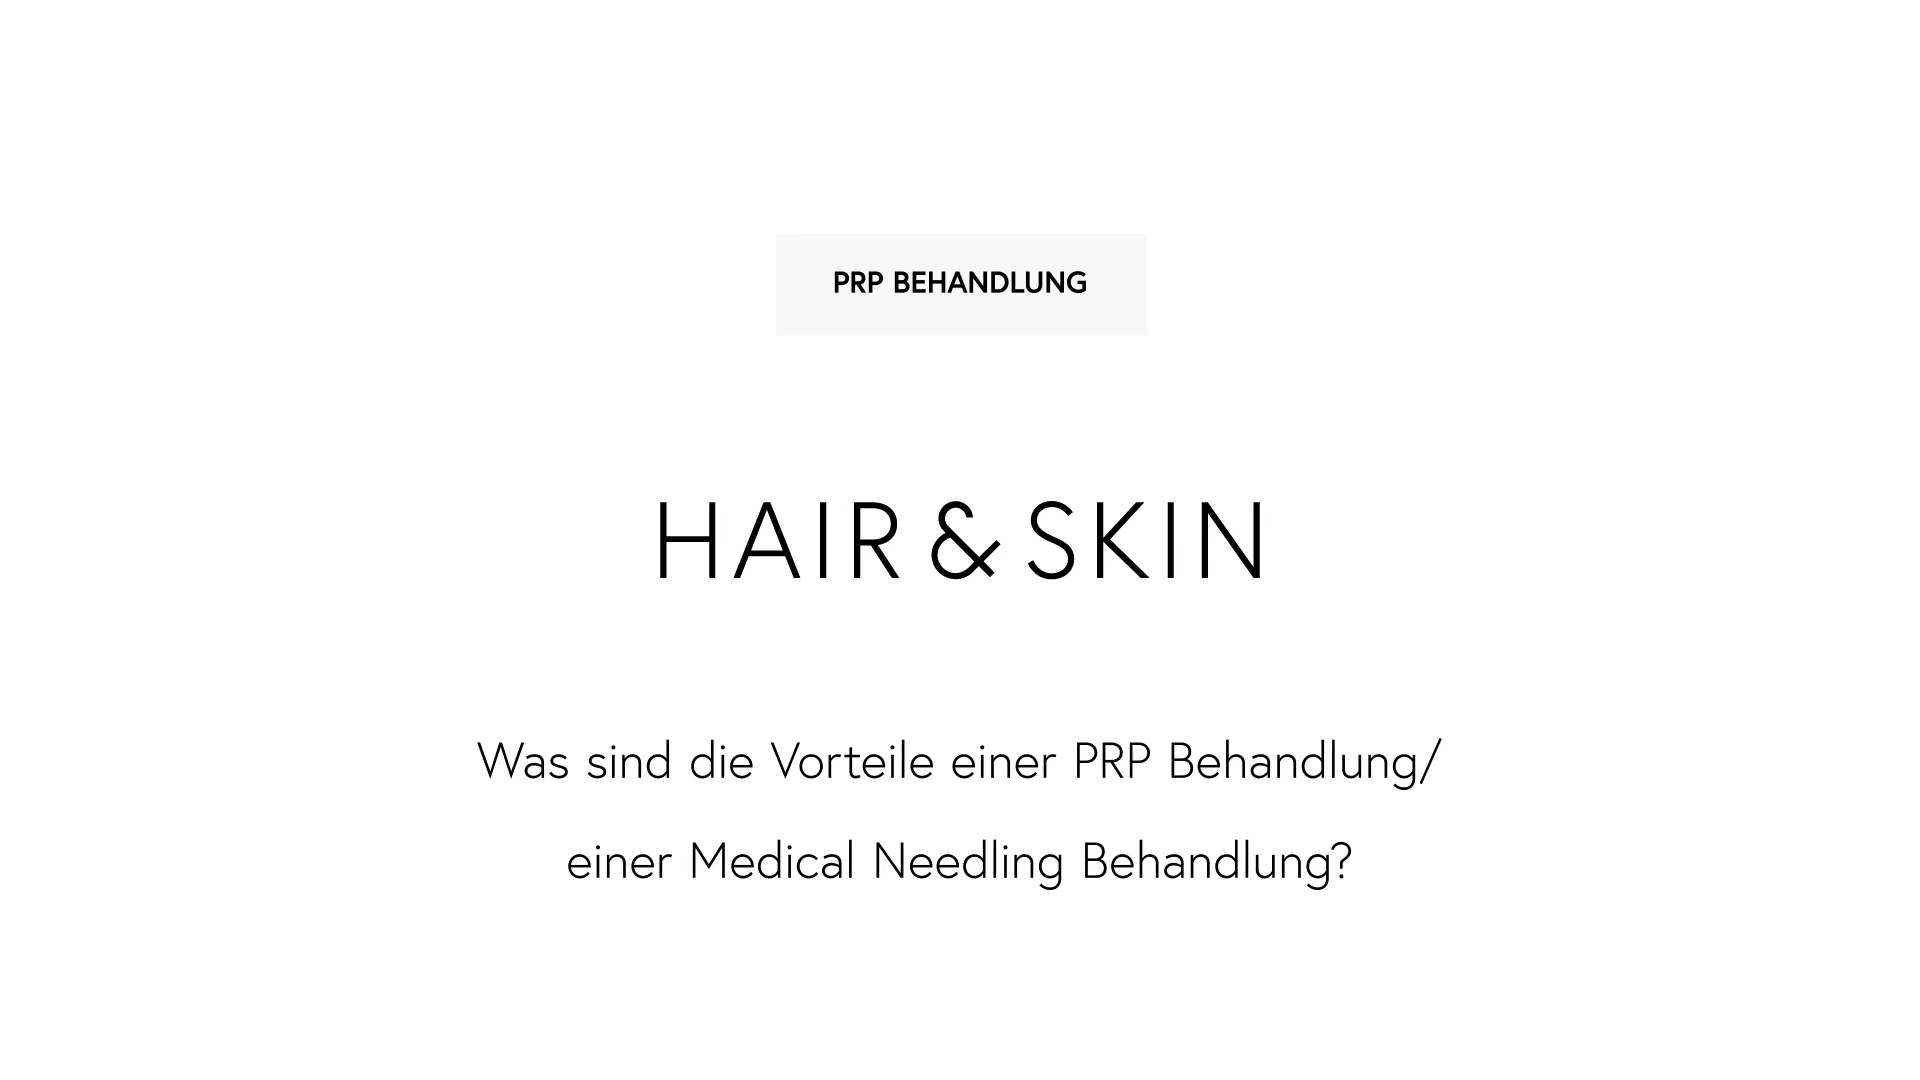 PRP BEHANDLUNG
HAIR & SKIN
Was sind die Vorteile einer PRP Behandlung/
einer Medical Needling Behandlung?